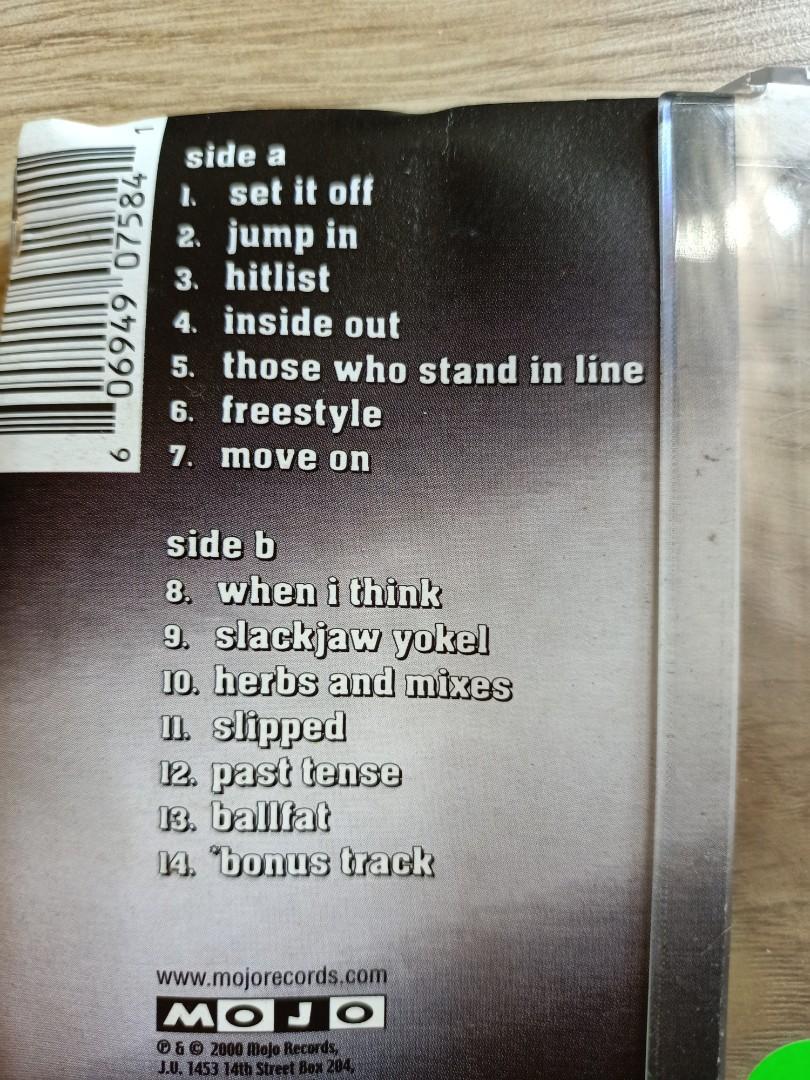 side a
1. set it off
2. jump in
3. hitlist
4. inside out
5. those who stand in line
6. freestyle
7. move on
side b
8. when i think
9. slackjaw yokel
10. herbs and mixes
11. slipped
12. past tense
13. ballfat
14. *bonus track
6 06949 07584 1
www.mojorecords.com
MOJO
℗ & © 2000 Mojo Records,
J.V. 1453 14th Street Box 284,